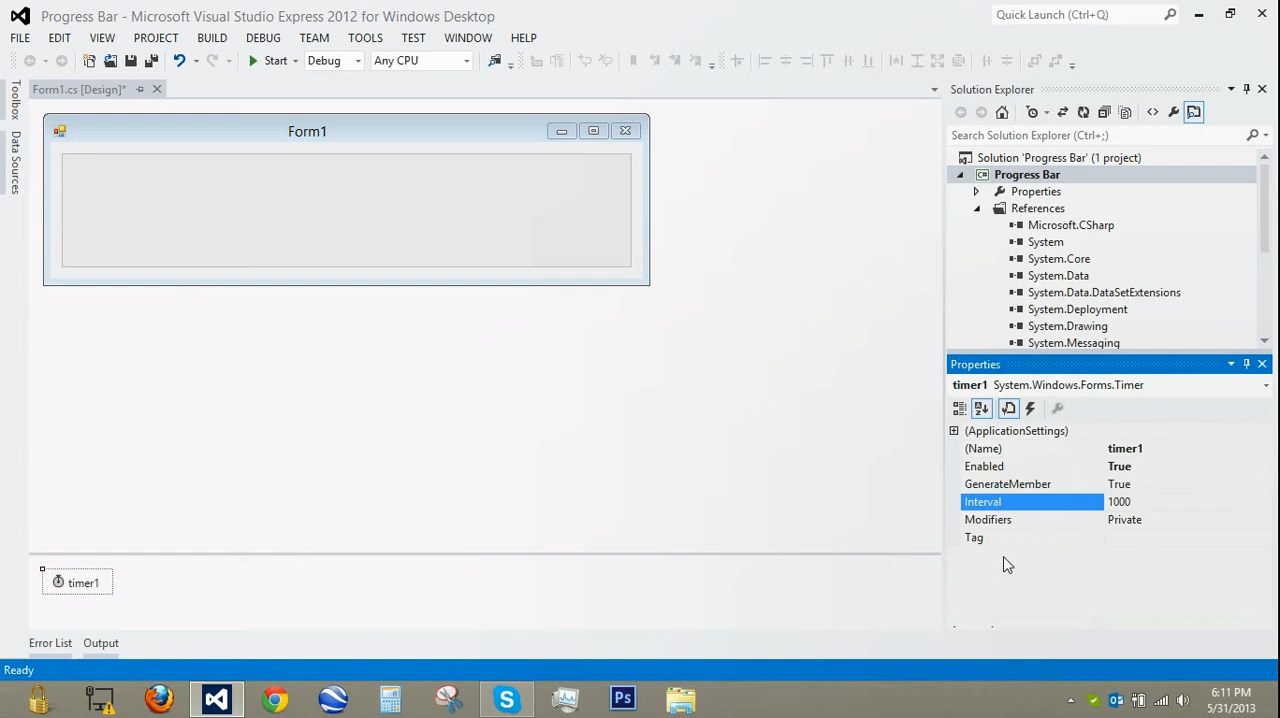 Progress Bar - Microsoft Visual Studio Express 2012 for Windows Desktop
Quick Launch (Ctrl+Q)
FILE EDIT VIEW PROJECT BUILD DEBUG TEAM TOOLS TEST WINDOW HELP
Start Debug Any CPU
Toolbox
Data Sources
Form1.cs [Design]*
Form1
timer1
Solution Explorer
Search Solution Explorer (Ctrl+;)
Solution 'Progress Bar' (1 project)
C# Progress Bar
Properties
References
Microsoft.CSharp
System
System.Core
System.Data
System.Data.DataSetExtensions
System.Deployment
System.Drawing
System.Messaging
Properties
timer1 System.Windows.Forms.Timer
(ApplicationSettings)
(Name) timer1
Enabled True
GenerateMember True
Interval 1000
Modifiers Private
Tag
Error List Output
Ready
Ps
6:11 PM
5/31/2013